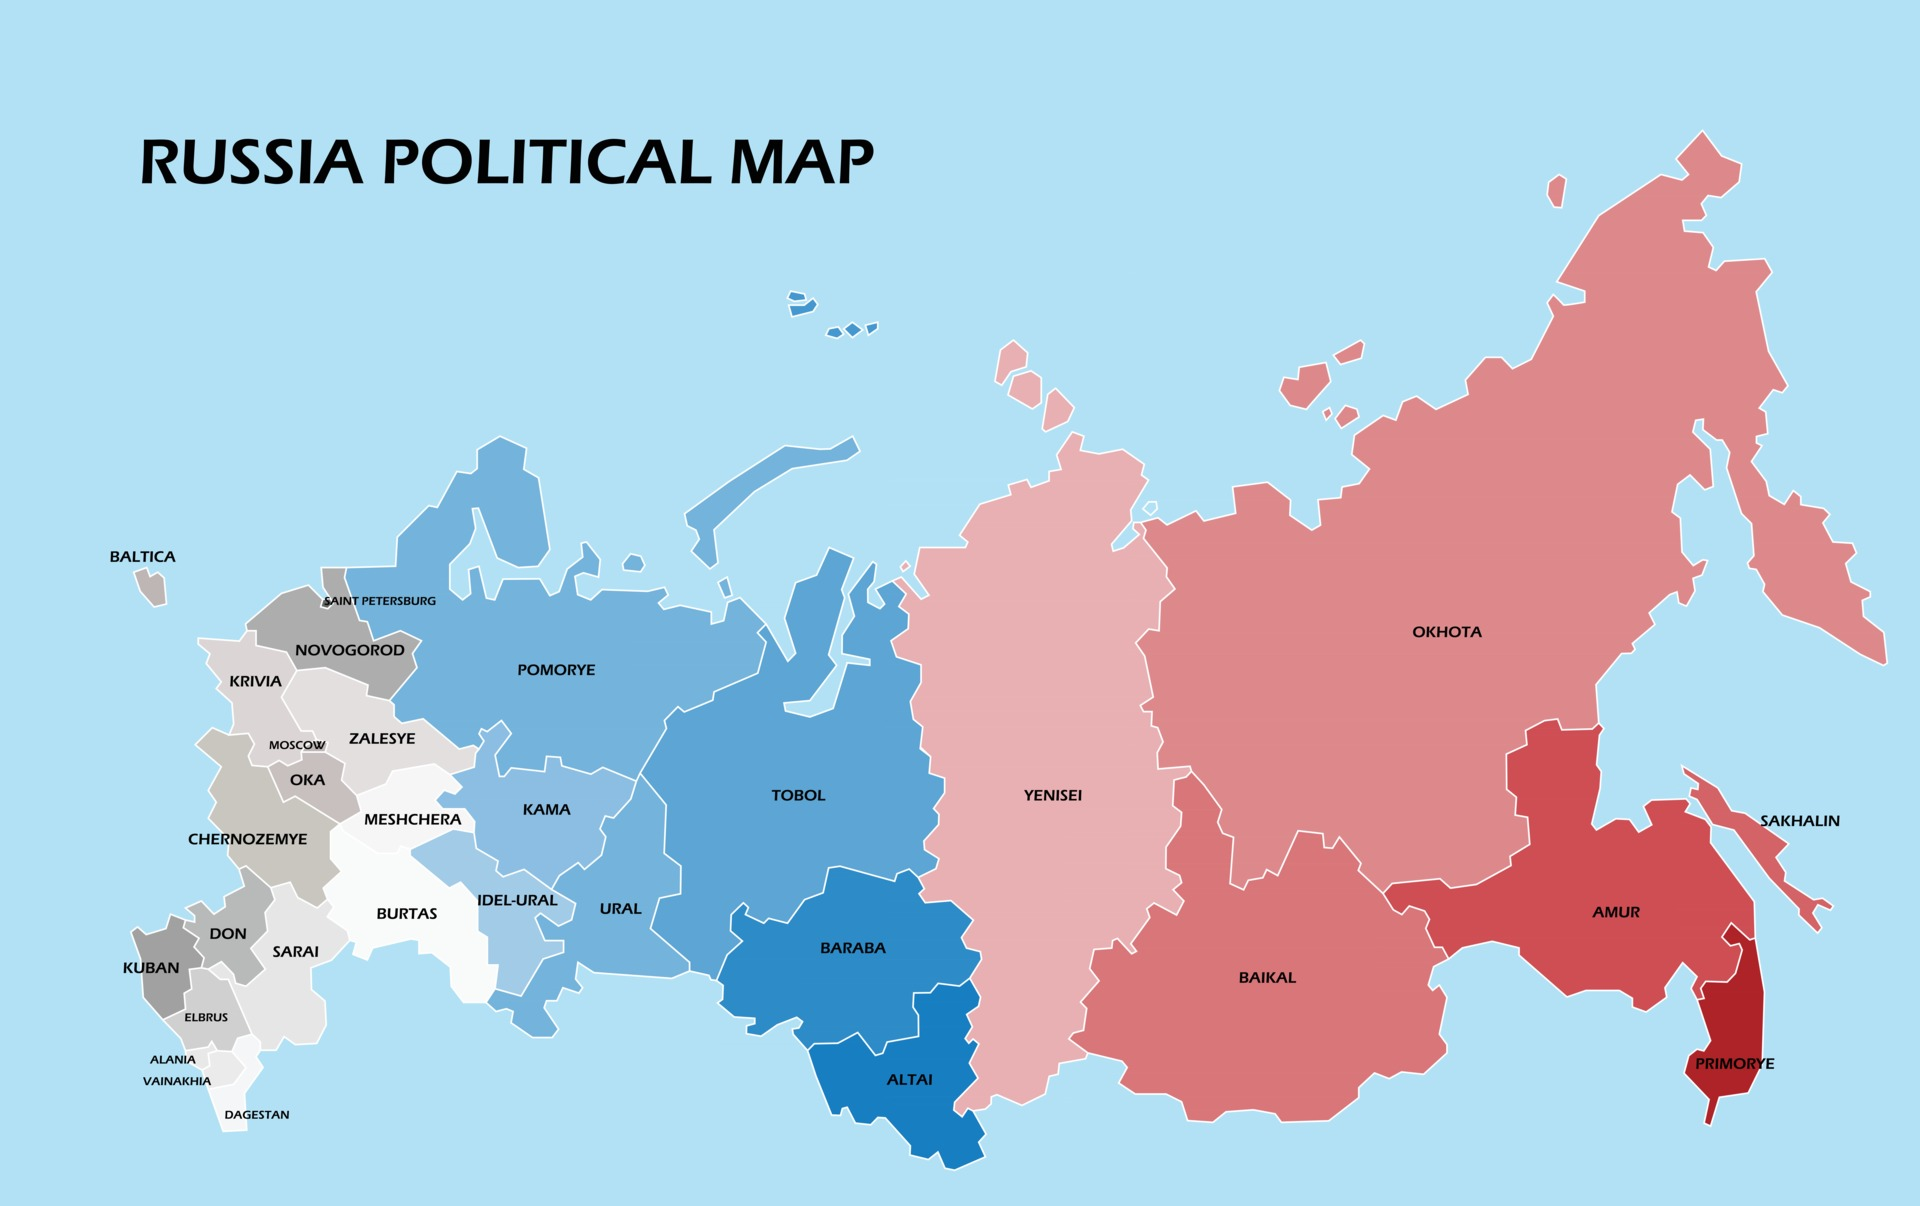 RUSSIA POLITICAL MAP
BALTICA
SAINT PETERSBURG
NOVOGOROD
POMORYE
KRIVIA
OKHOTA
ZALESYE
MOSCOW
OKA
TOBOL
YENISEI
KAMA
MESHCHERA
SAKHALIN
CHERNOZEMYE
IDEL-URAL
URAL
BURTAS
AMUR
DON
BARABA
SARAI
KUBAN
BAIKAL
ELBRUS
ALANIA
PRIMORYE
VAINAKHIA
ALTAI
DAGESTAN